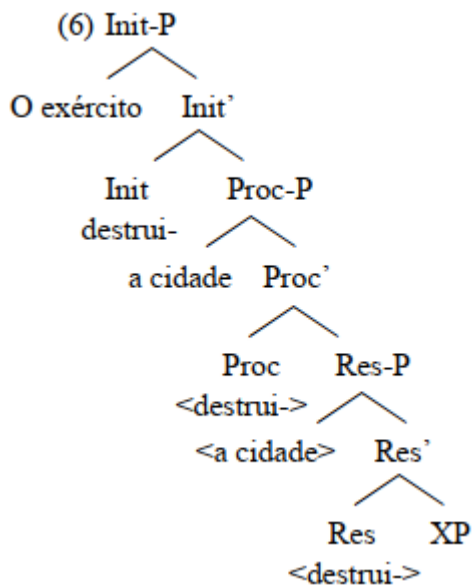 (6) Init-P
O exército Init’
Init Proc-P
destrui-
a cidade Proc’
Proc Res-P
<destrui->
<a cidade> Res’
Res XP
<destrui->